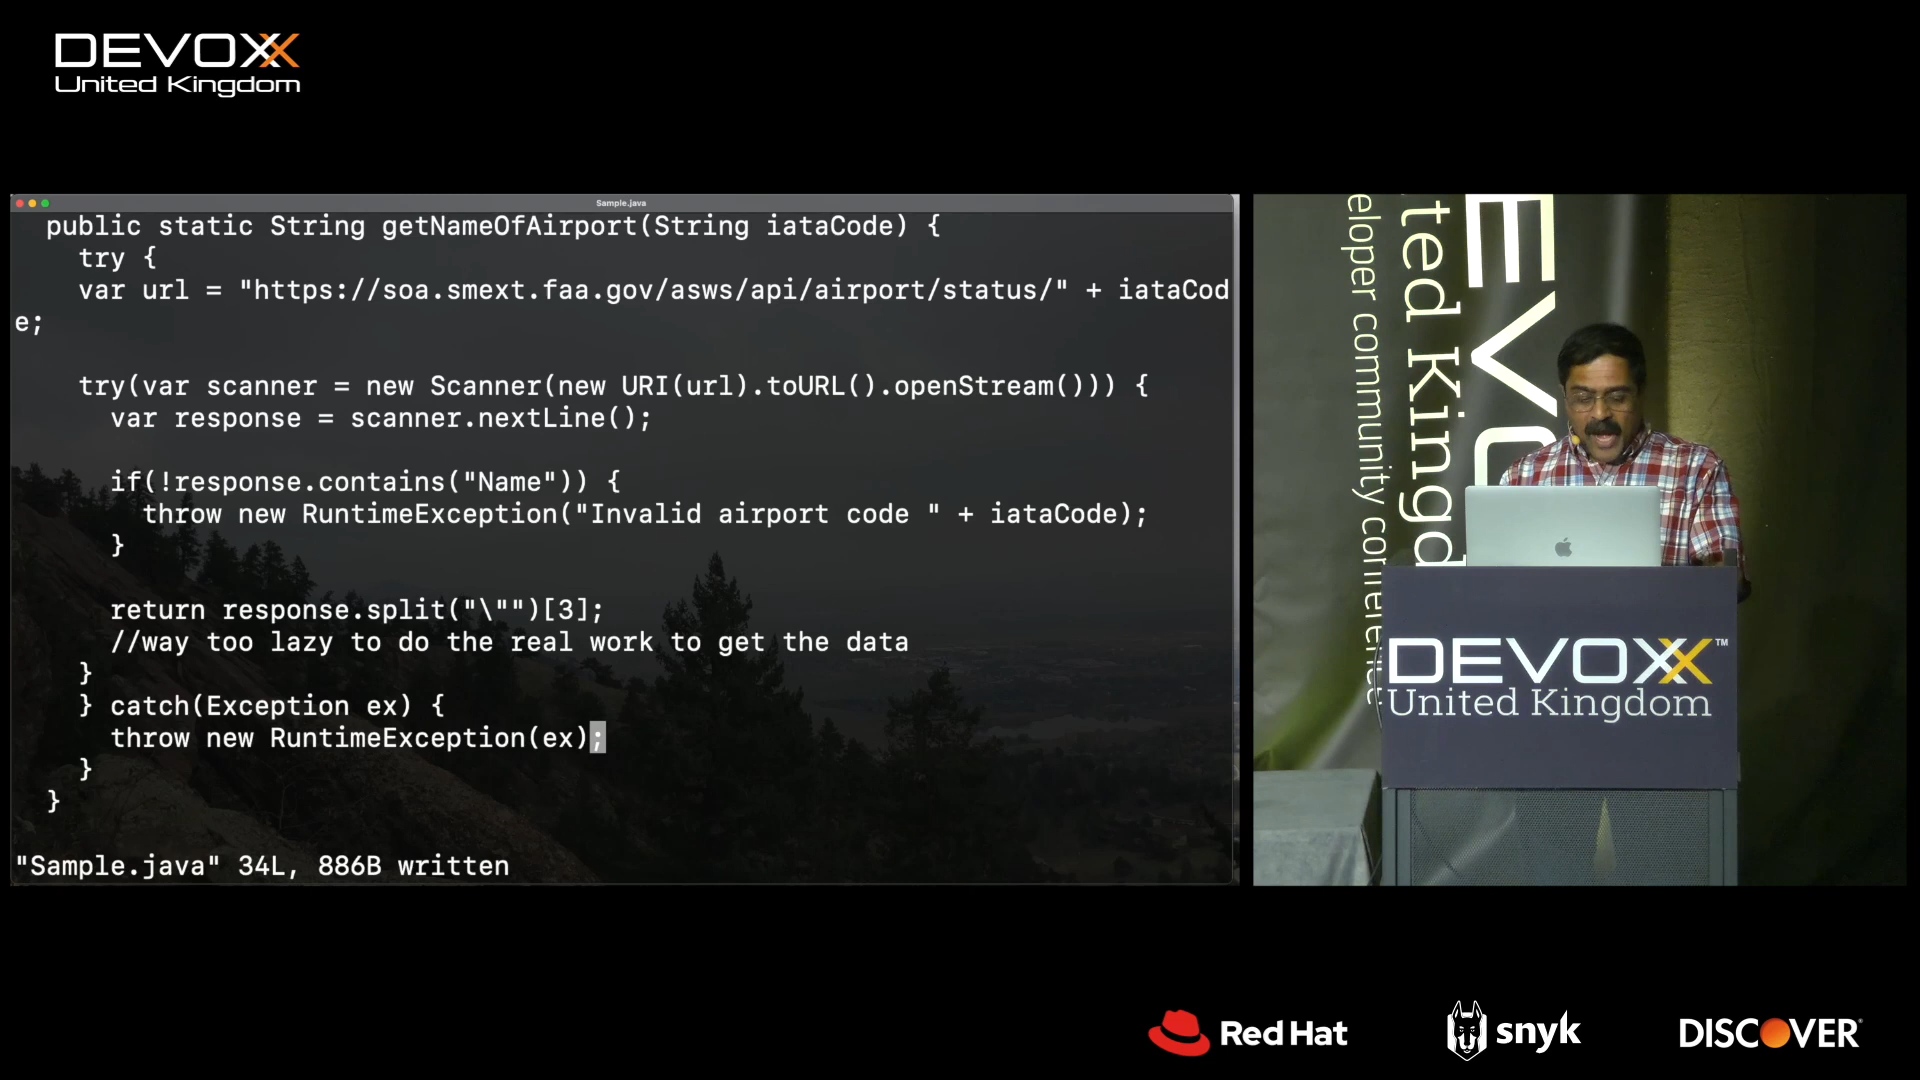 DEVOXX
United Kingdom
Sample.java
public static String getNameOfAirport(String iataCode) {
try {
var url = "https://soa.smext.faa.gov/asws/api/airport/status/" + iataCod
e;
try(var scanner = new Scanner(new URI(url).toURL().openStream())) {
var response = scanner.nextLine();
if(!response.contains("Name")) {
throw new RuntimeException("Invalid airport code " + iataCode);
}
return response.split("\"")[3];
//way too lazy to do the real work to get the data
}
} catch(Exception ex) {
throw new RuntimeException(ex);
}
}
"Sample.java" 34L, 886B written
eloper community conference
ted Kingd
EVO
DEVOXX™
United Kingdom
Red Hat
snyk
DISCOVER